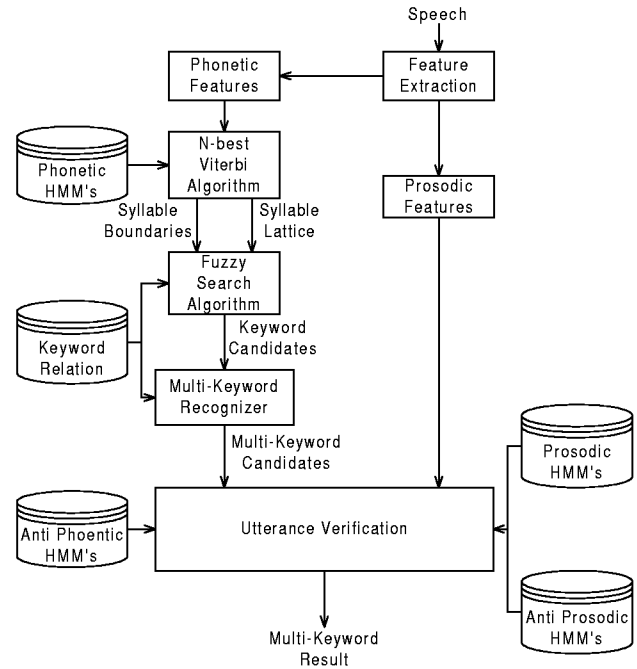 Speech
Phonetic
Features
Feature
Extraction
N-best
Viterbi
Algorithm
Phonetic
HMM's
Prosodic
Features
Syllable
Boundaries
Syllable
Lattice
Fuzzy
Search
Algorithm
Keyword
Relation
Keyword
Candidates
Multi-Keyword
Recognizer
Multi-Keyword
Candidates
Prosodic
HMM's
Anti Phoentic
HMM's
Utterance Verification
Anti Prosodic
HMM's
Multi-Keyword
Result